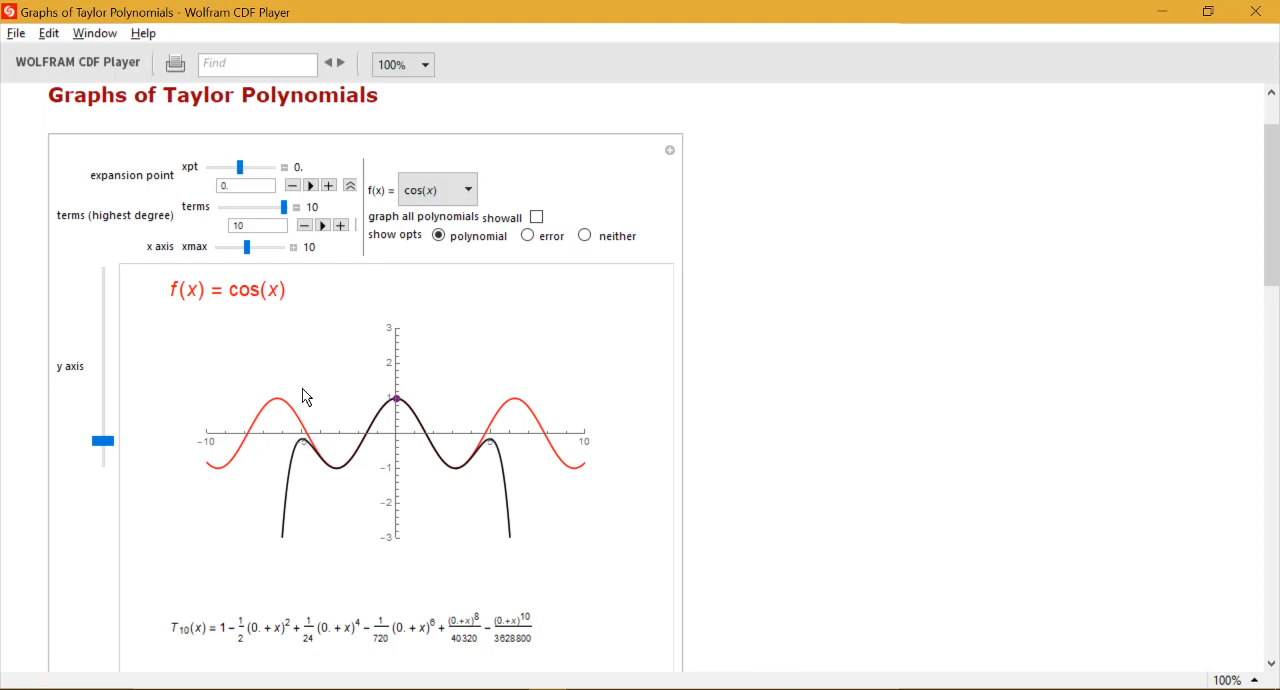 Graphs of Taylor Polynomials - Wolfram CDF Player
File Edit Window Help
WOLFRAM CDF Player Find 100%
Graphs of Taylor Polynomials
expansion point xpt 0.
0.
terms (highest degree) terms 10
10
x axis xmax 10
f(x) = cos(x)
graph all polynomials showall
show opts polynomial error neither
y axis
f(x) = cos(x)
3
2
1
-10 -5 5 10
-1
-2
-3
T10(x) = 1 - 1/2 (0. + x)^2 + 1/24 (0. + x)^4 - 1/720 (0. + x)^6 + (0.+x)^8/40320 - (0.+x)^10/3628800
100%